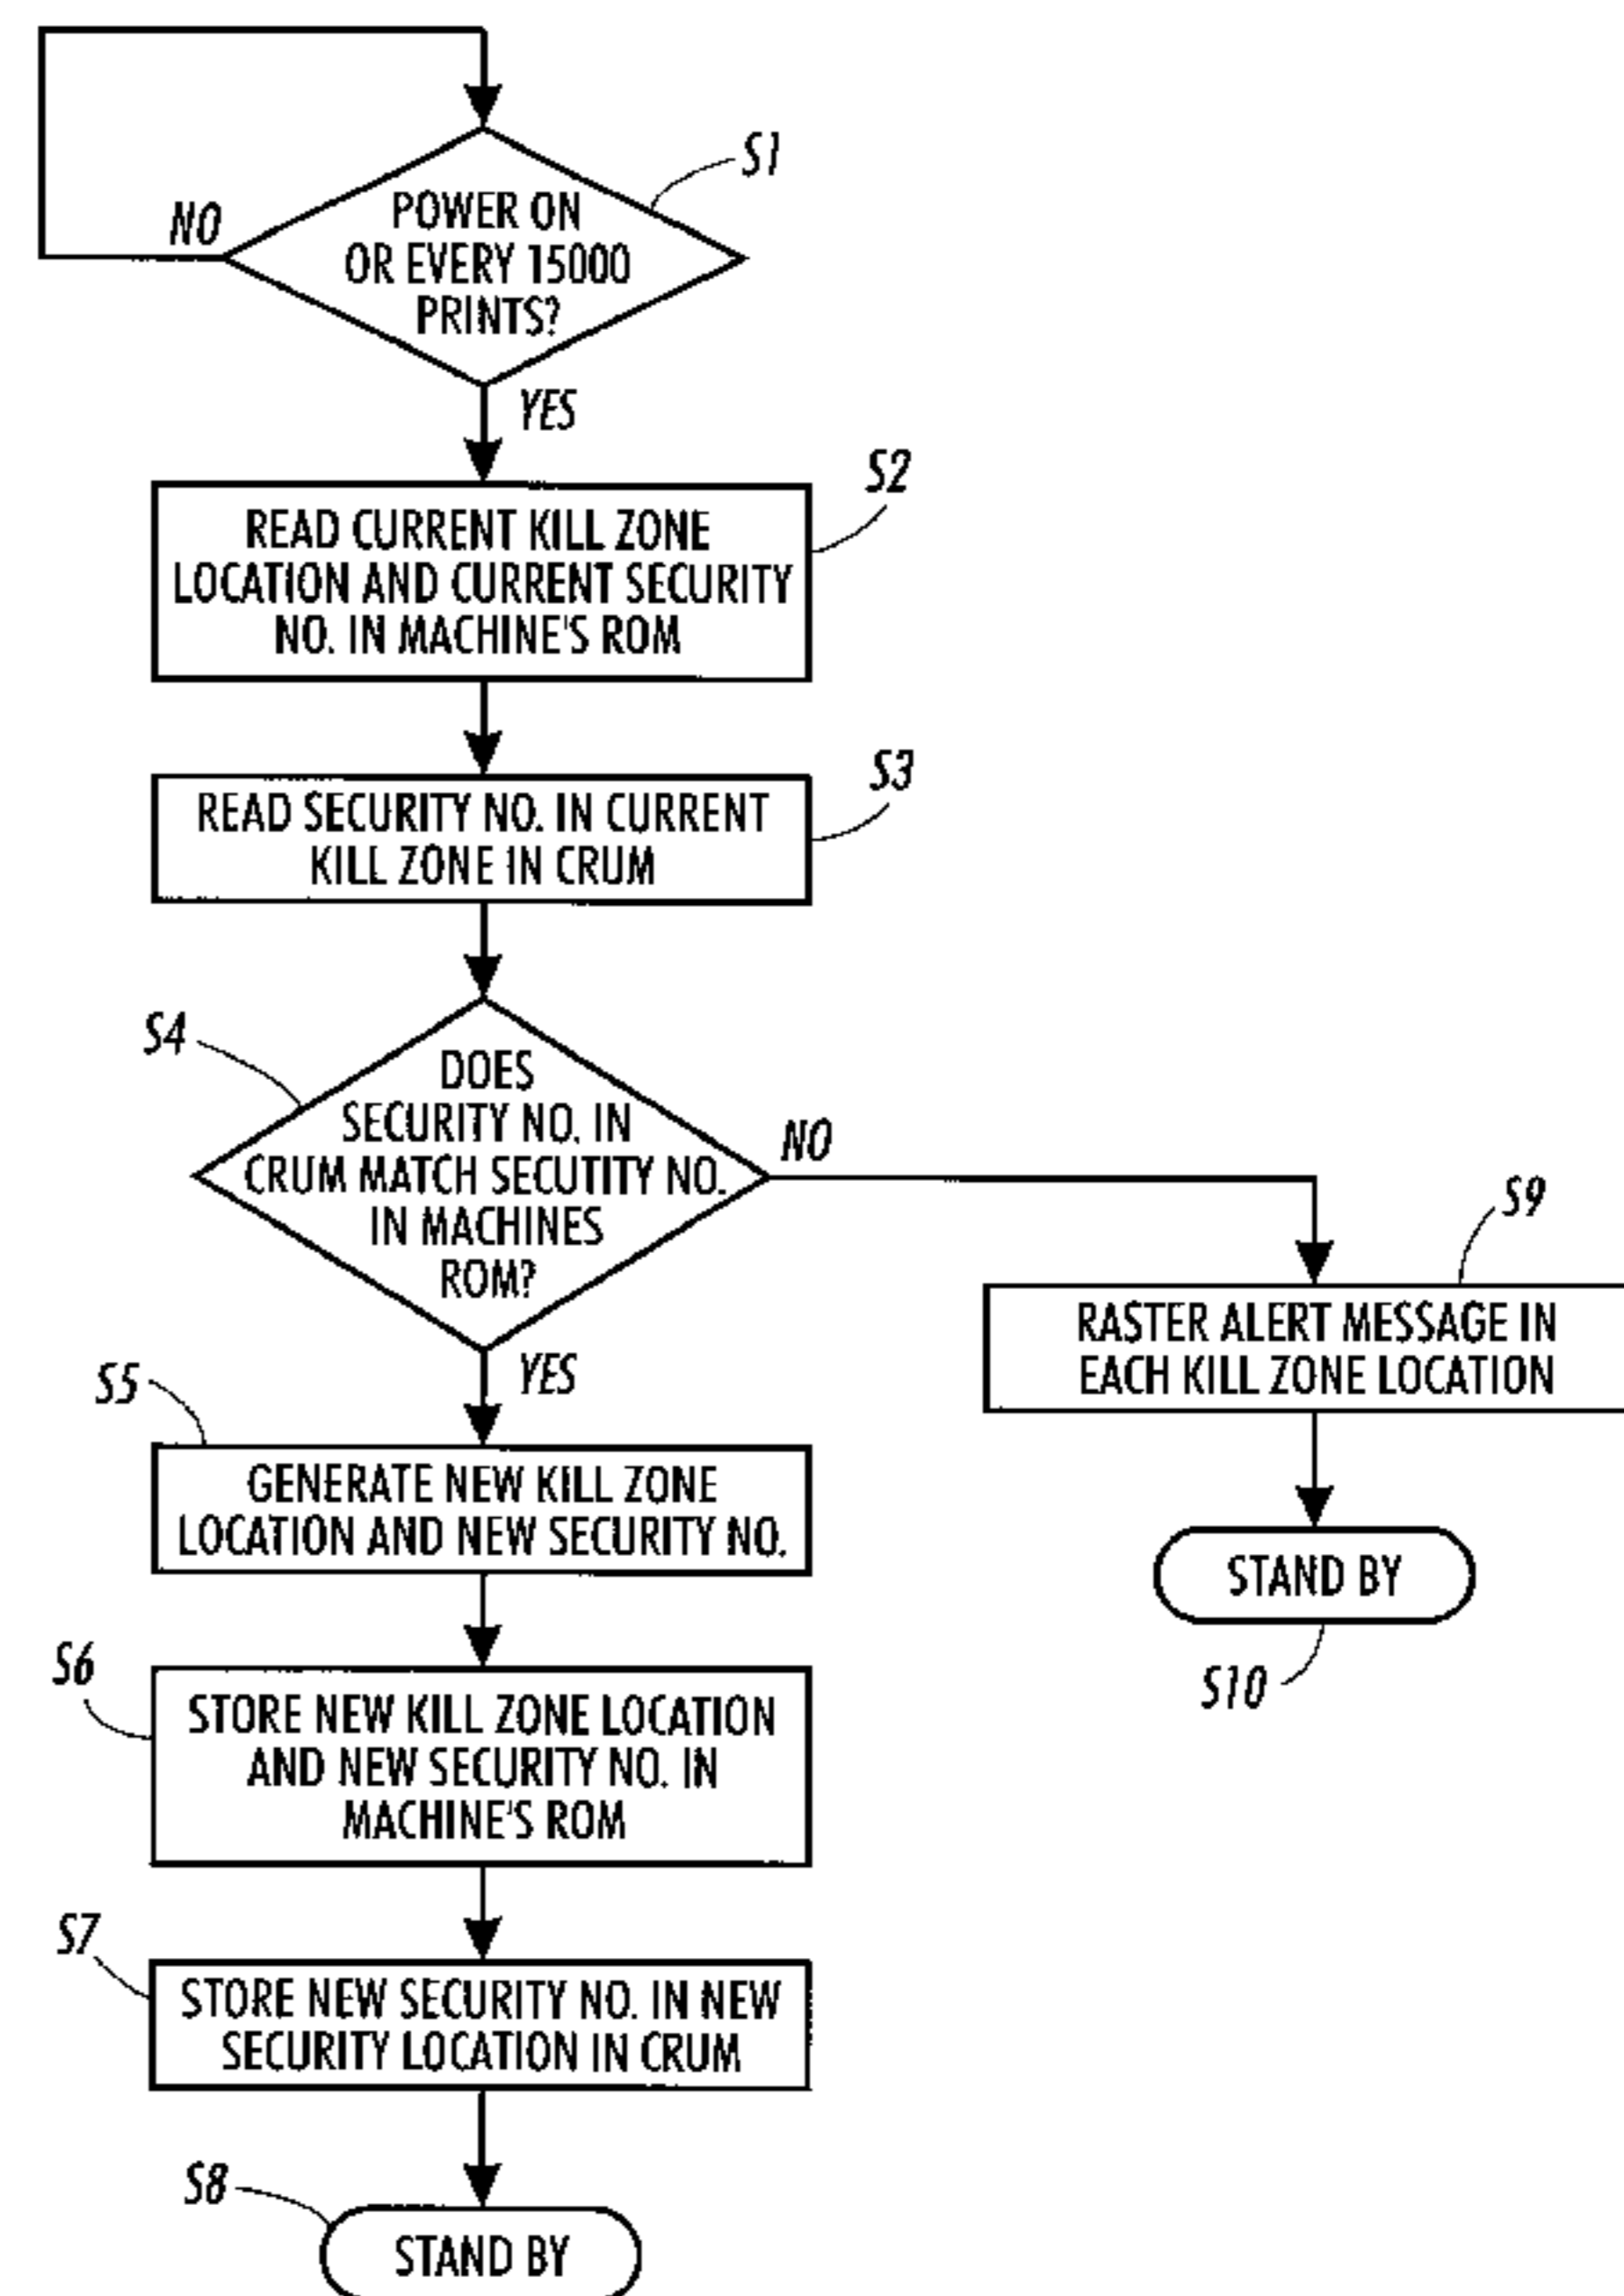 S1
POWER ON
OR EVERY 15000
PRINTS?
NO
YES
S2
READ CURRENT KILL ZONE
LOCATION AND CURRENT SECURITY
NO. IN MACHINE'S ROM
S3
READ SECURITY NO. IN CURRENT
KILL ZONE IN CRUM
S4
DOES
SECURITY NO. IN
CRUM MATCH SECUTITY NO.
IN MACHINES
ROM?
NO
YES
S9
RASTER ALERT MESSAGE IN
EACH KILL ZONE LOCATION
S5
GENERATE NEW KILL ZONE
LOCATION AND NEW SECURITY NO.
STAND BY
S10
S6
STORE NEW KILL ZONE LOCATION
AND NEW SECURITY NO. IN
MACHINE'S ROM
S7
STORE NEW SECURITY NO. IN NEW
SECURITY LOCATION IN CRUM
S8
STAND BY